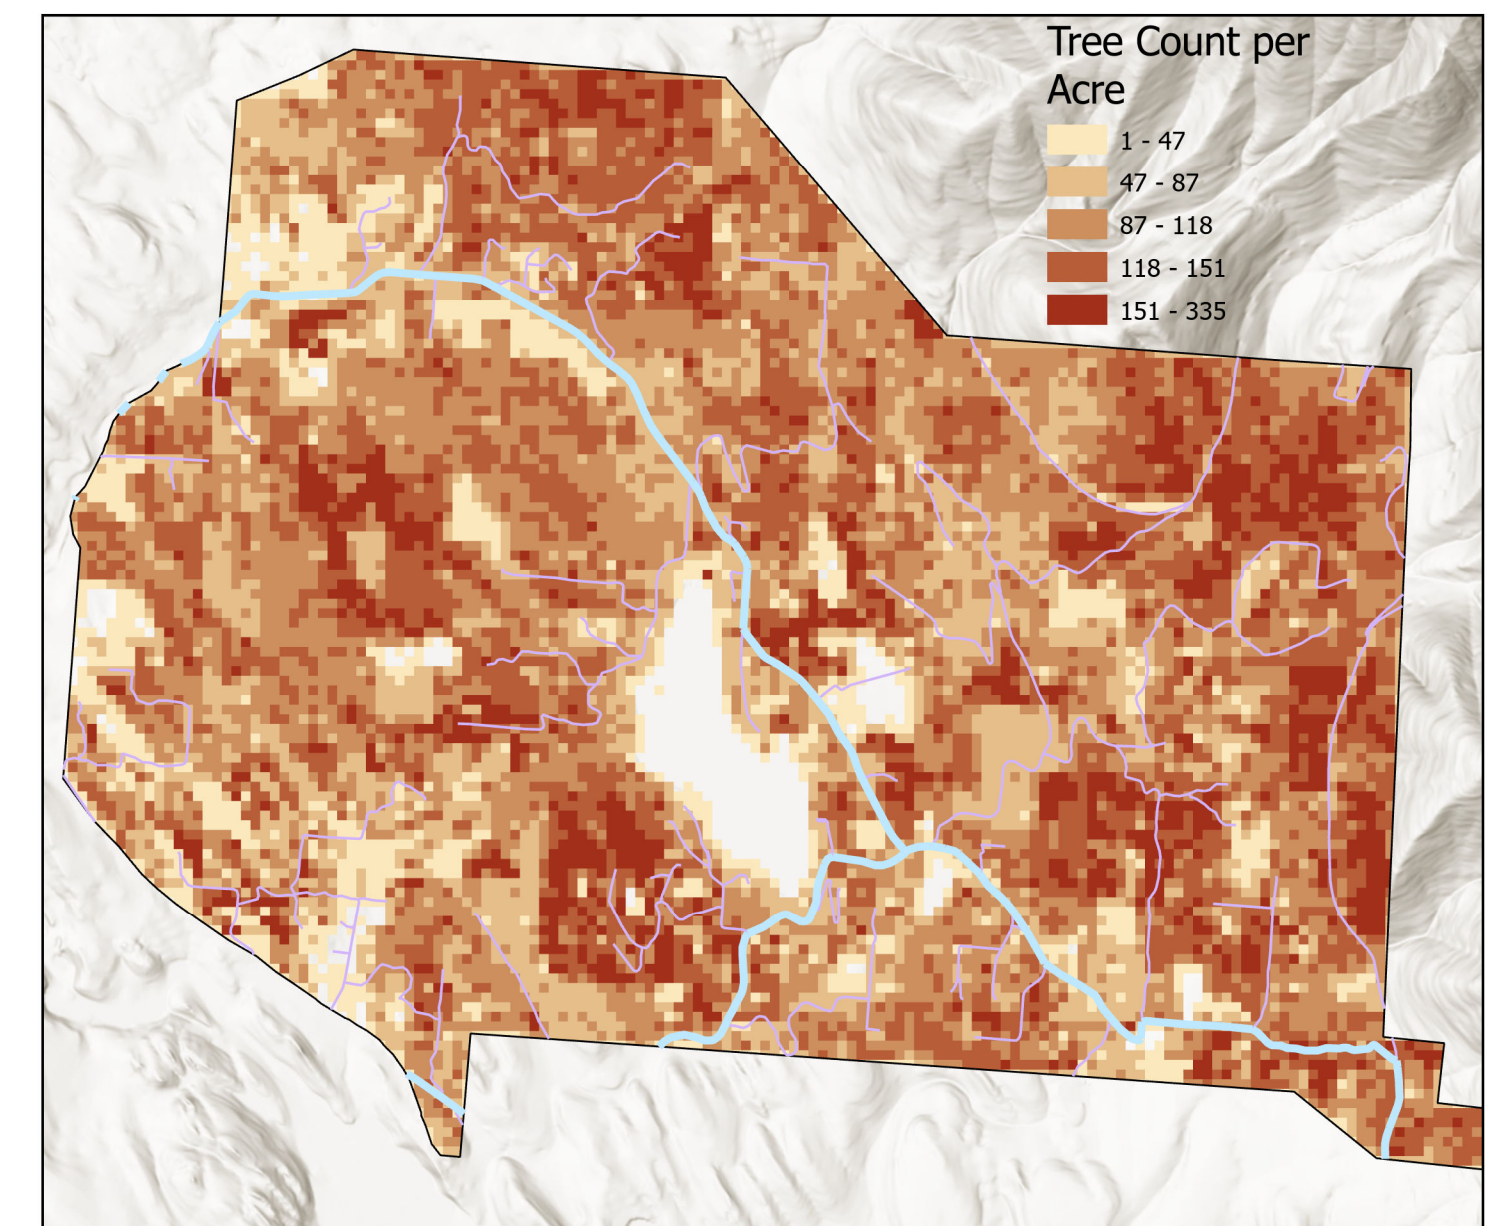 Tree Count per
Acre
1 - 47
47 - 87
87 - 118
118 - 151
151 - 335